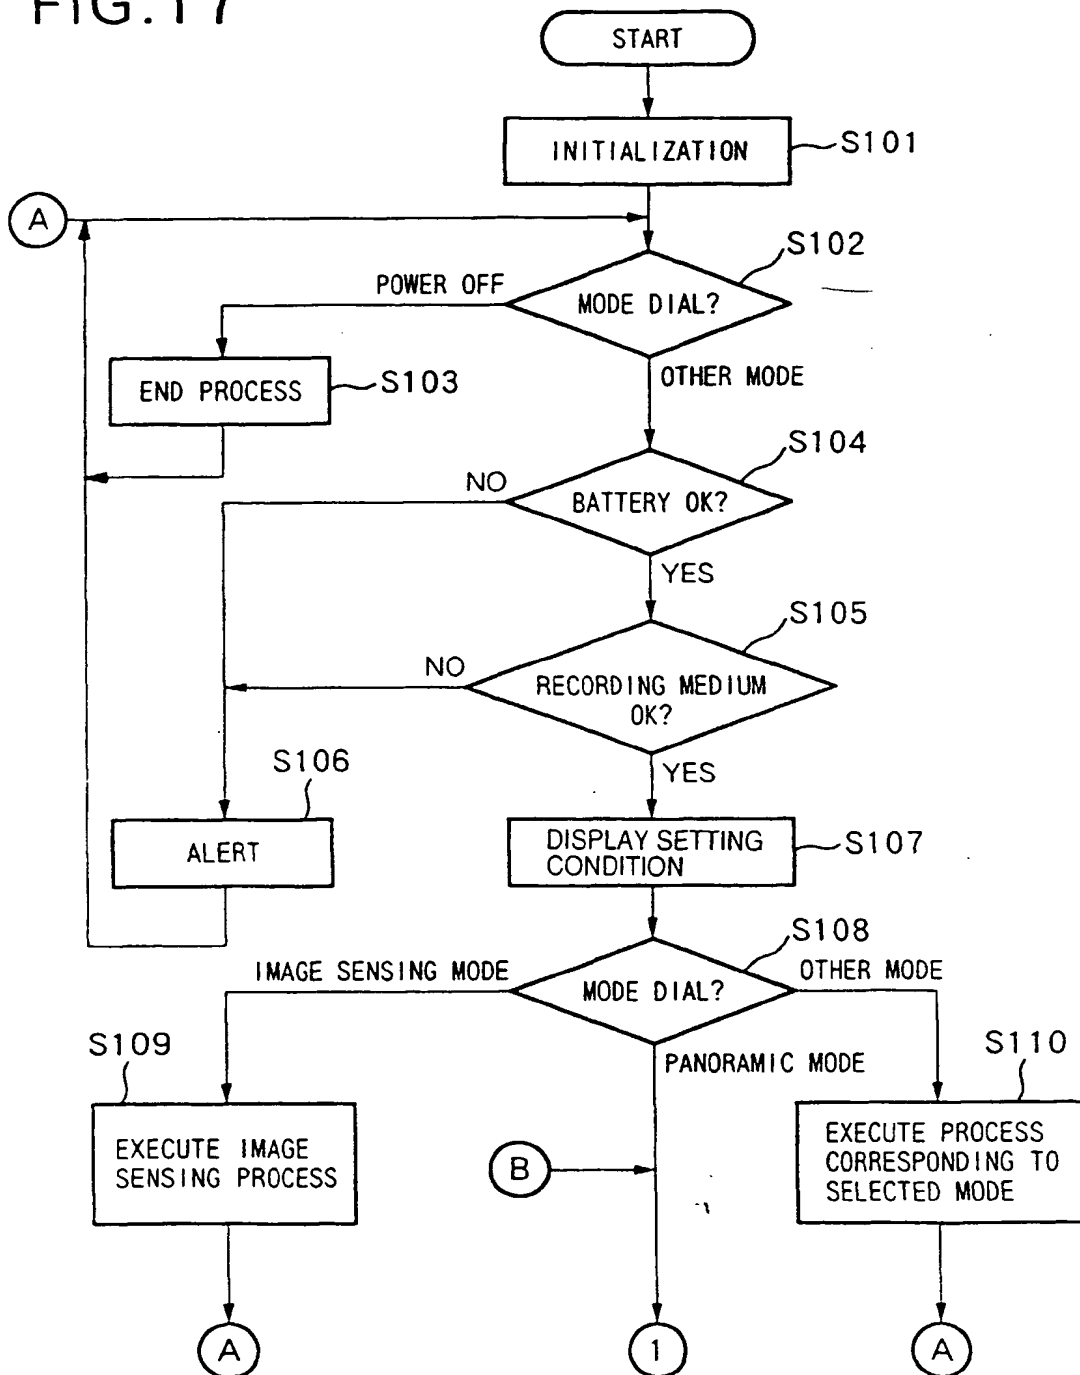 FIG.17
START
INITIALIZATION
S101
A
S102
POWER OFF
MODE DIAL?
END PROCESS
S103
OTHER MODE
S104
NO
BATTERY OK?
YES
S105
NO
RECORDING MEDIUM
OK?
S106
YES
ALERT
DISPLAY SETTING
CONDITION
S107
S108
IMAGE SENSING MODE
MODE DIAL?
OTHER MODE
S109
PANORAMIC MODE
S110
EXECUTE IMAGE
SENSING PROCESS
B
EXECUTE PROCESS
CORRESPONDING TO
SELECTED MODE
A
1
A